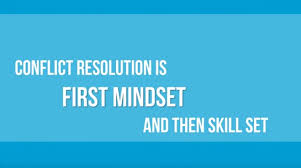 CONFLICT RESOLUTION IS
FIRST MINDSET
AND THEN SKILL SET